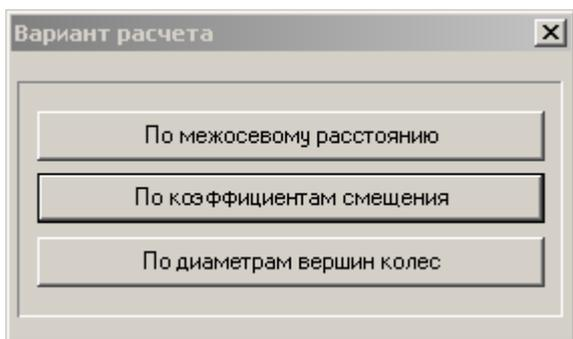 Вариант расчета
По межосевому расстоянию
По коэффициентам смещения
По диаметрам вершин колес